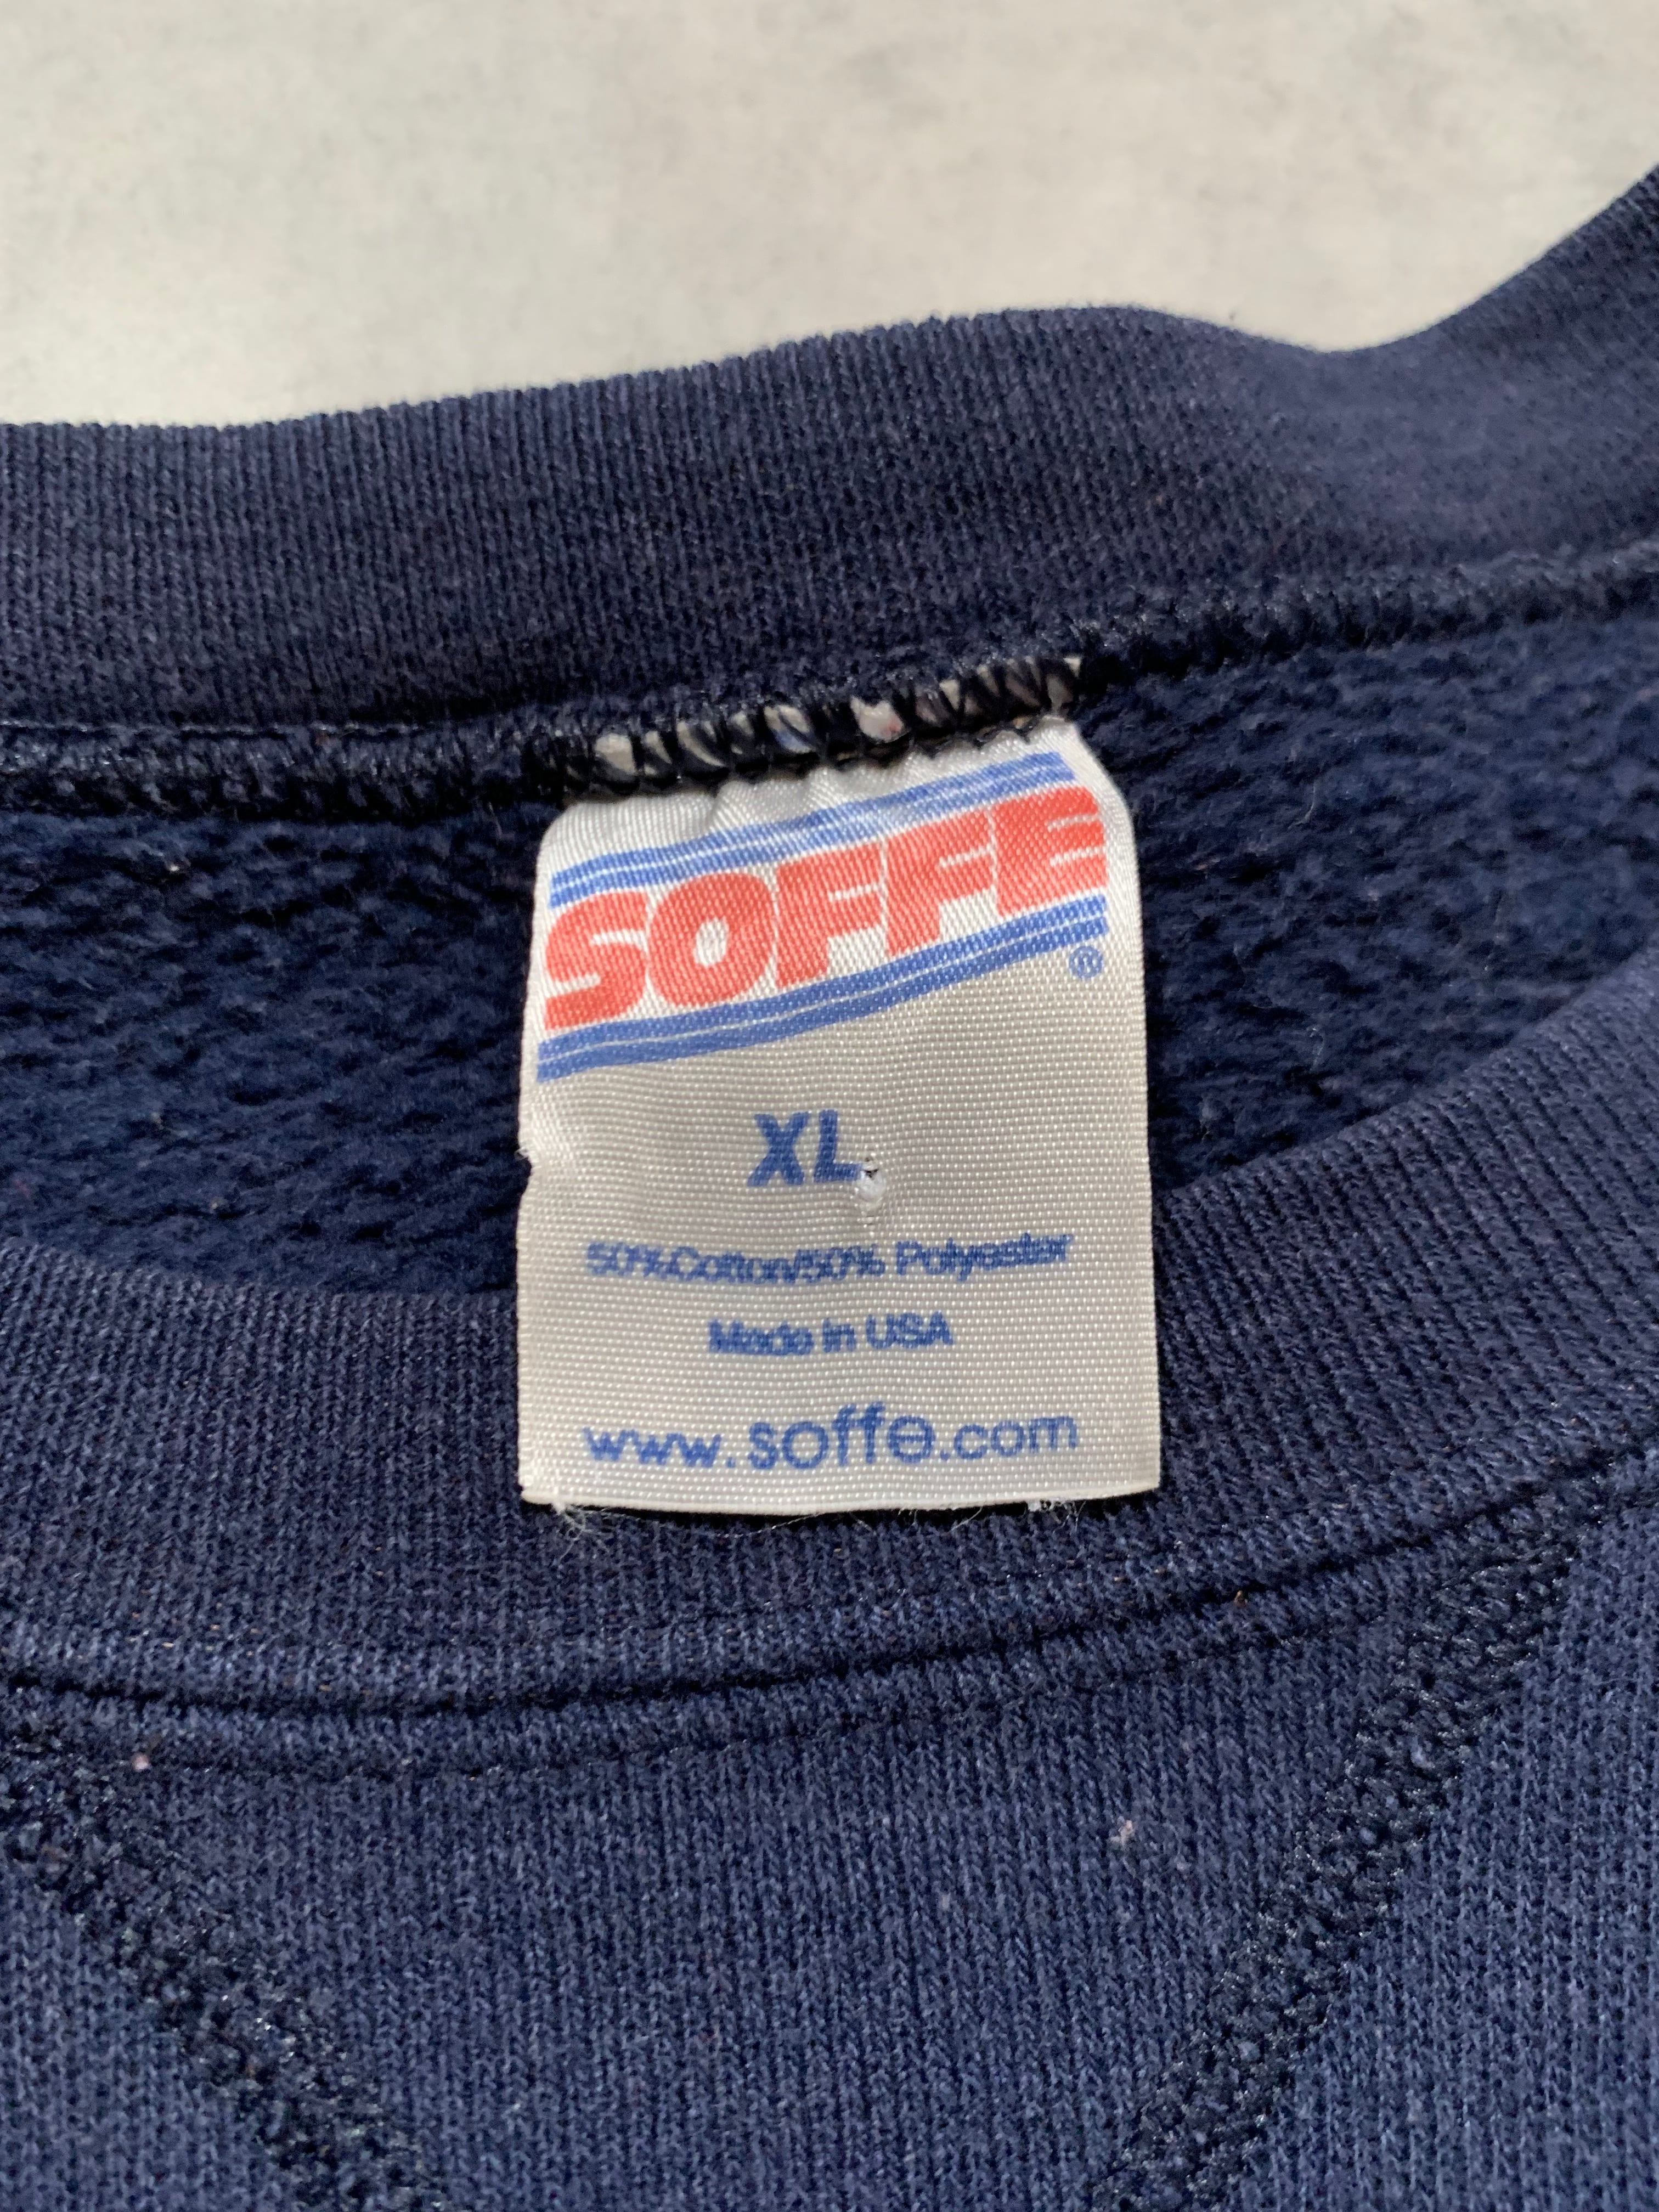 SOFFE
®
XL
50%Cotton/50% Polyester
Made in USA
www.soffe.com